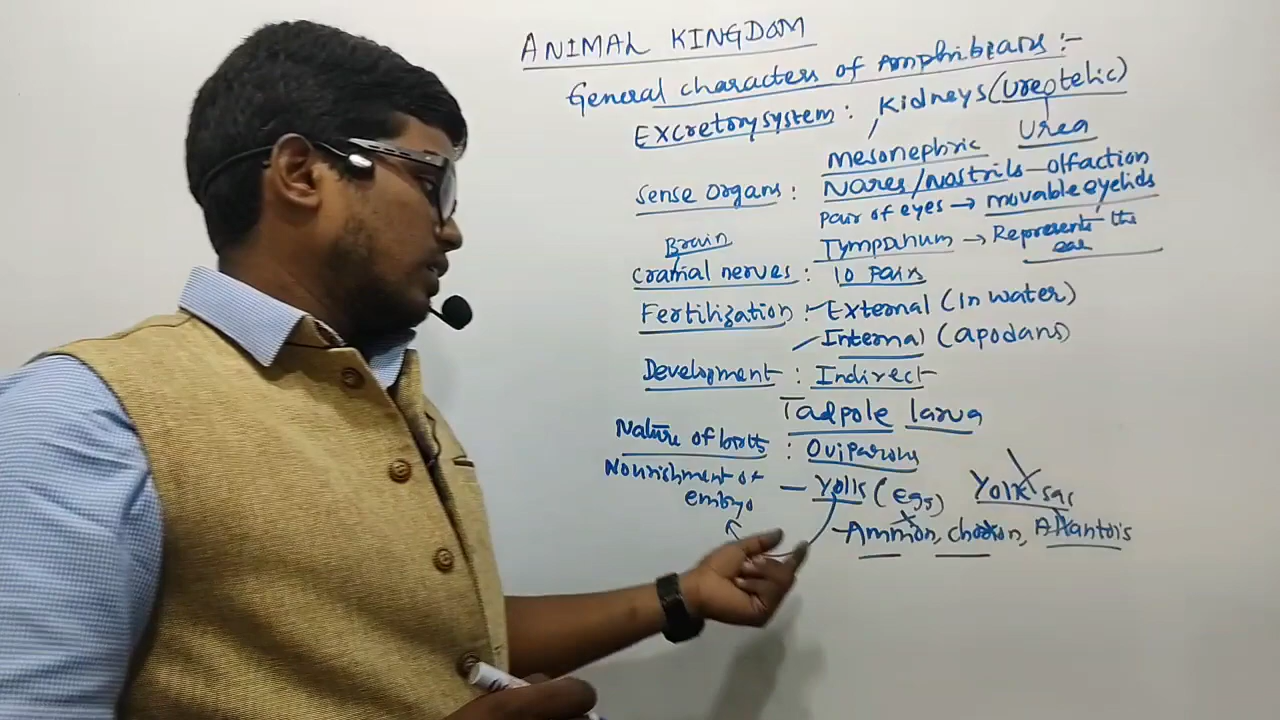 ANIMAL KINGDOM
General characters of Amphibians :-
Excretory system : Kidneys (ureotelic)
Urea
mesonephric
Sense organs : Nares/Nostrils - olfaction
pair of eyes → movable eyelids
Tympanum → Represents the ear
Brain
cranial nerves : 10 pairs
Fertilization : External (in water)
Internal (apodans)
Development : Indirect
Tadpole larva
Nature of birth : Oviparous
Nourishment of embryo - Yolk (egg) Yolk sac
- Amnion, chorion, Allantois